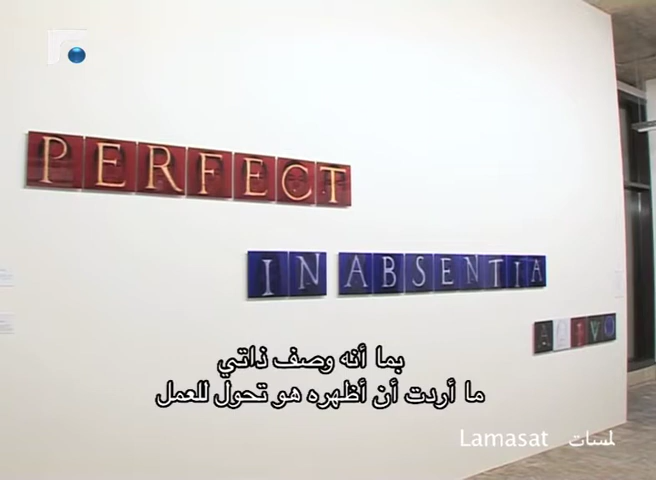 PERFECT
IN ABSENTIA
بما أنه وصف ذاتي
ما أردت أن أظهره هو تحول للعمل
Lamasat لمسات